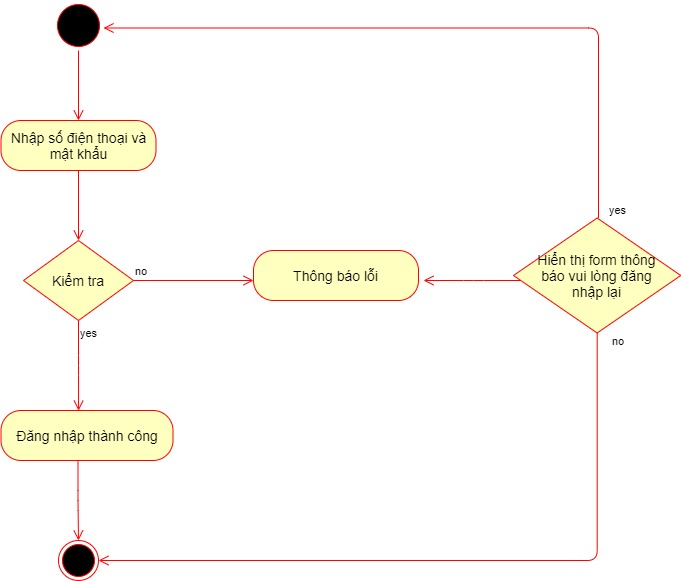 Nhập số điện thoại và
mật khẩu
yes
Kiểm tra
no
Thông báo lỗi
Hiển thị form thông
báo vui lòng đăng
nhập lại
yes
no
Đăng nhập thành công